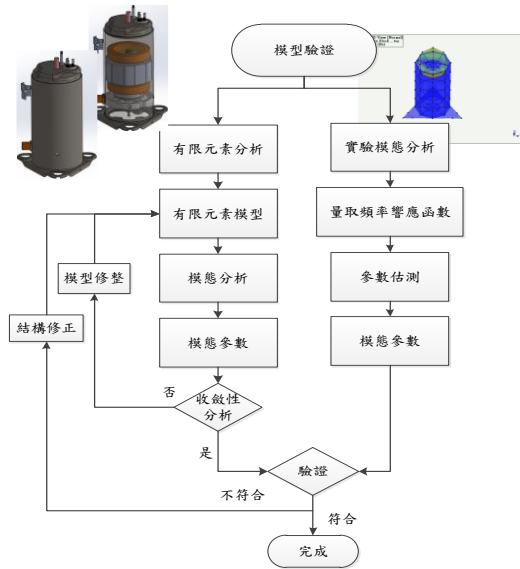 模型驗證
有限元素分析
實驗模態分析
有限元素模型
量取頻率響應函數
模型修整
模態分析
參數估測
結構修正
模態參數
模態參數
否
收斂性
分析
是
驗證
不符合
符合
完成